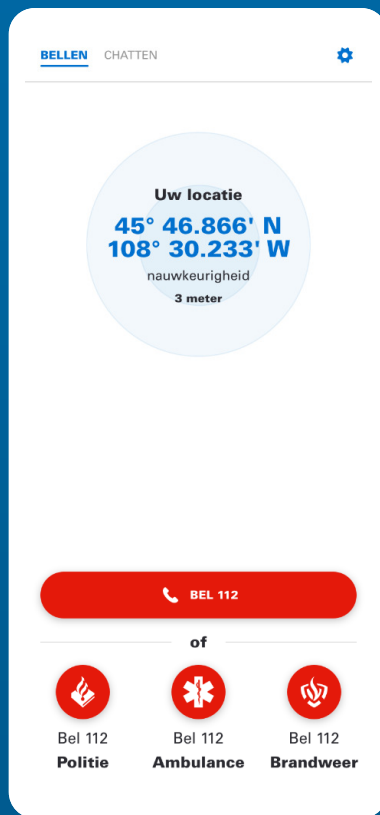 BELLEN CHATTEN
Uw locatie
45° 46.866' N
108° 30.233' W
nauwkeurigheid
3 meter
BEL 112
of
Bel 112 Bel 112 Bel 112
Politie Ambulance Brandweer